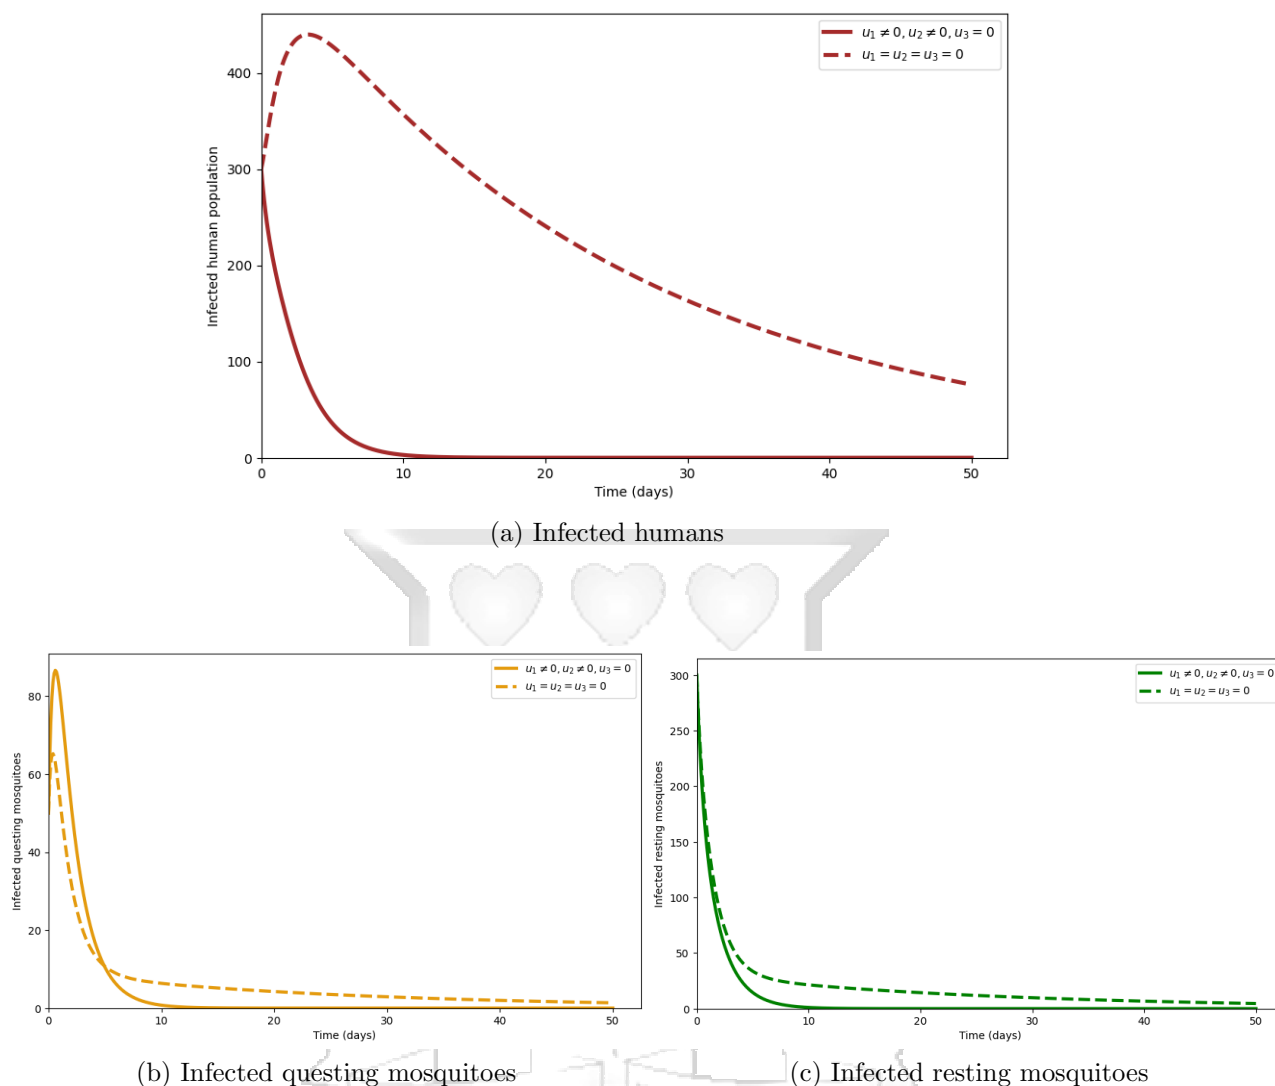 400
300
200
100
0
Infected human population
u₁ ≠ 0, u₂ ≠ 0, u₃ = 0
u₁ = u₂ = u₃ = 0
0 10 20 30 40 50
Time (days)
(a) Infected humans
80
60
40
20
0
Infected questing mosquitoes
u₁ ≠ 0, u₂ ≠ 0, u₃ = 0
u₁ = u₂ = u₃ = 0
0 10 20 30 40 50
Time (days)
(b) Infected questing mosquitoes
300
250
200
150
100
50
0
Infected resting mosquitoes
u₁ ≠ 0, u₂ ≠ 0, u₃ = 0
u₁ = u₂ = u₃ = 0
0 10 20 30 40 50
Time (days)
(c) Infected resting mosquitoes